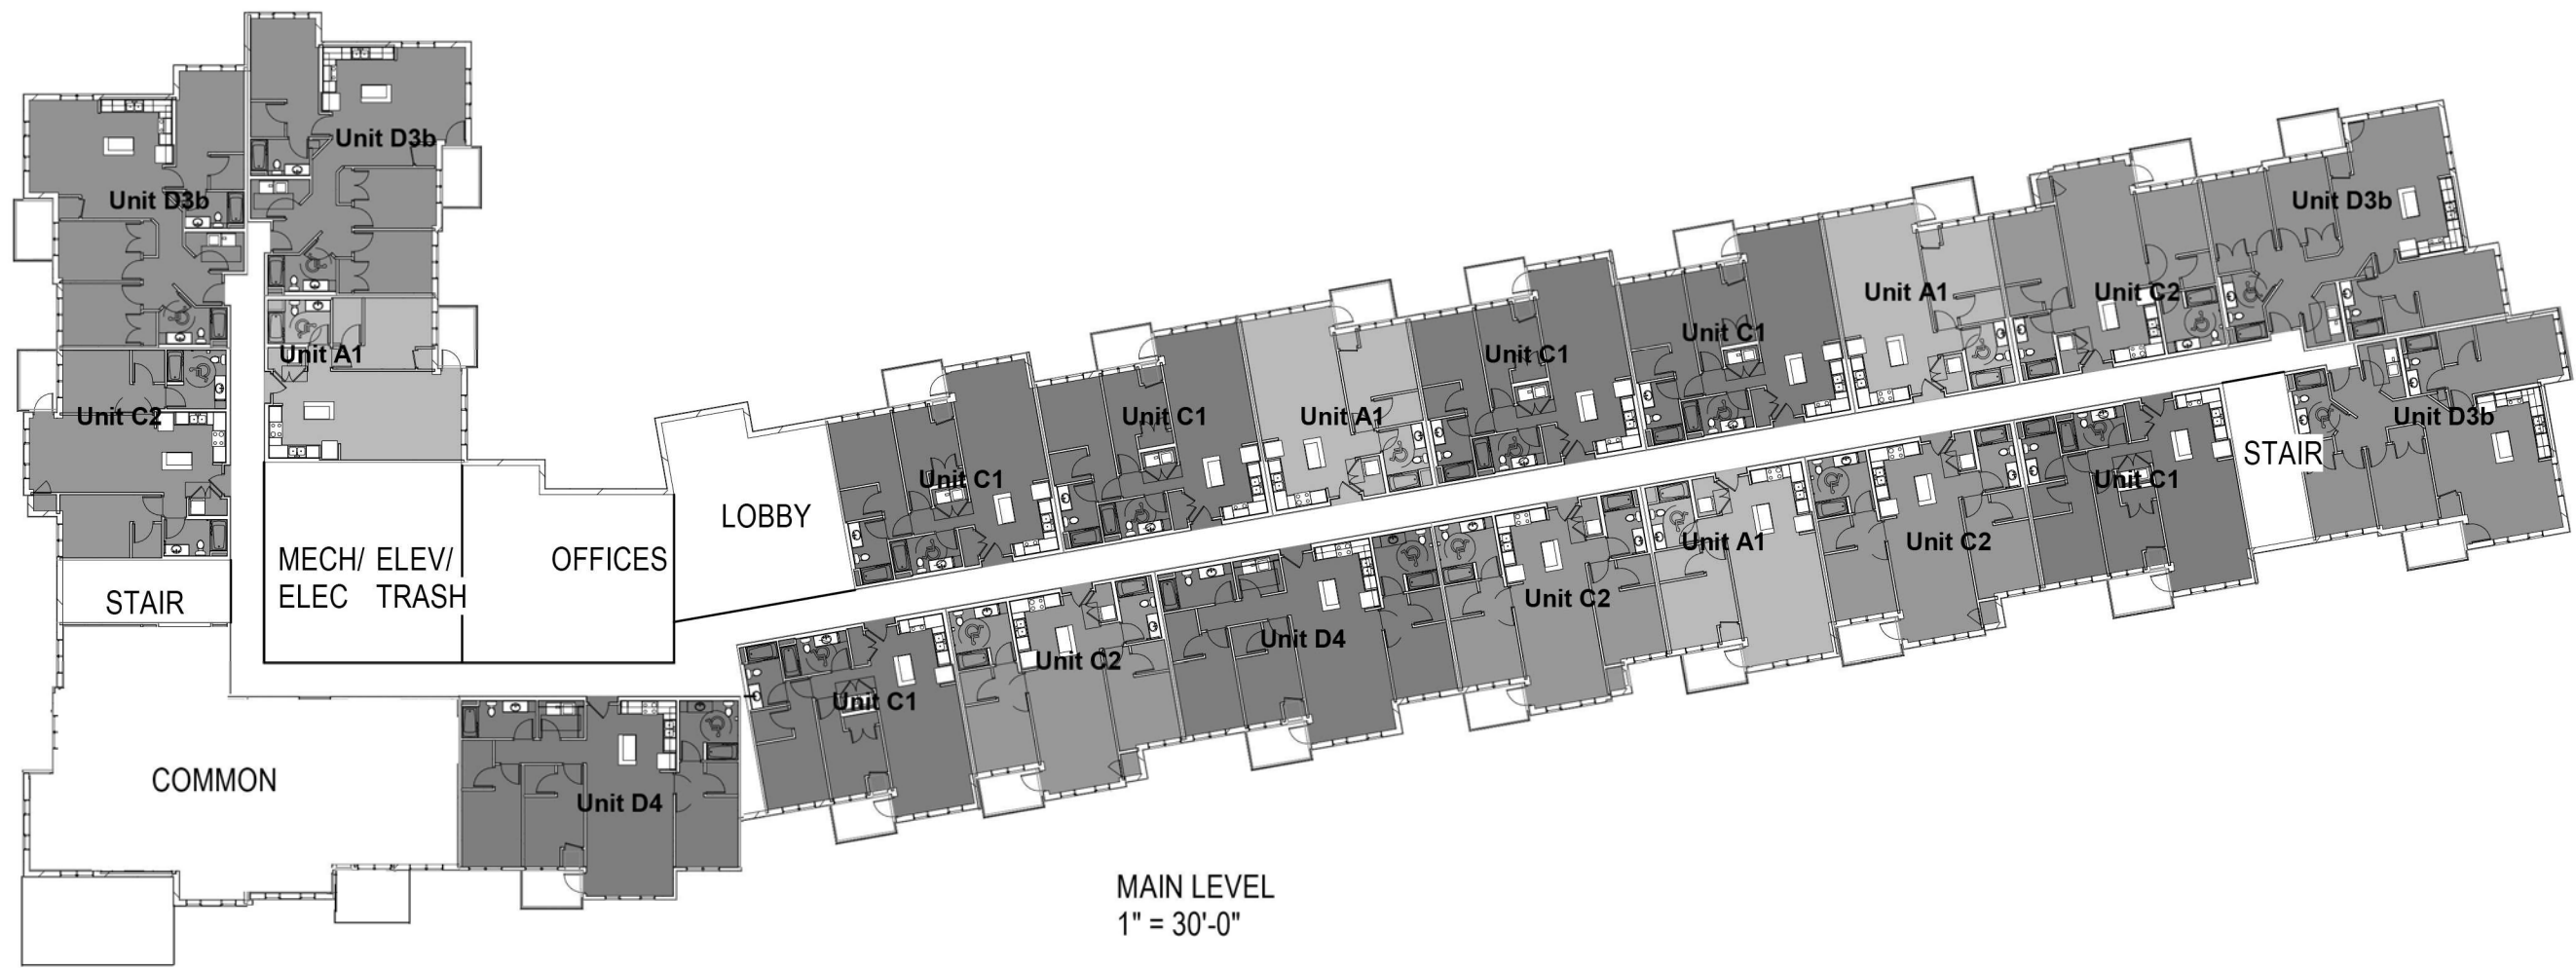 Unit D3b
Unit D3b
Unit A1
Unit C2
MECH/ ELEV/
ELEC TRASH
OFFICES
LOBBY
STAIR
COMMON
Unit D4
Unit C1
Unit C1
Unit A1
Unit C1
Unit C1
Unit A1
Unit C2
Unit D3b
Unit C1
Unit C2
Unit D4
Unit C2
Unit A1
Unit C2
Unit C1
STAIR
Unit D3b
MAIN LEVEL
1" = 30'-0"